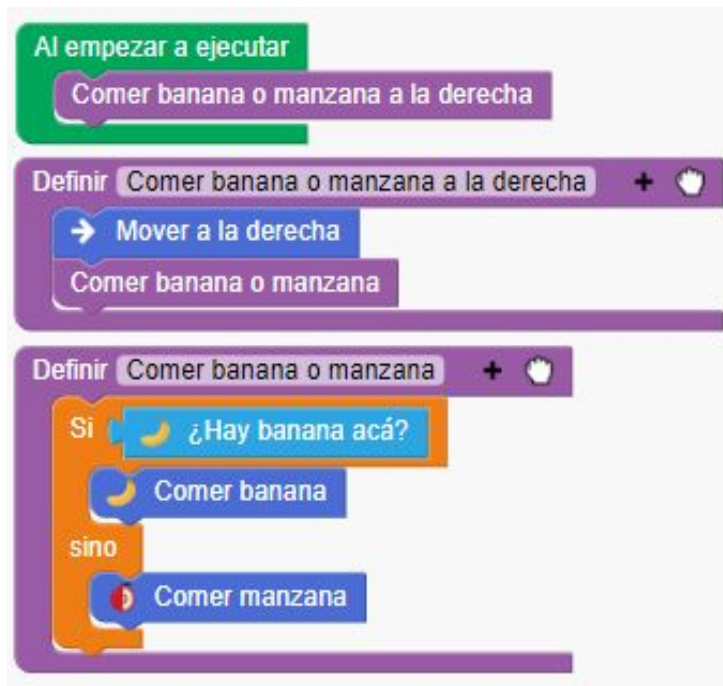 Al empezar a ejecutar
Comer banana o manzana a la derecha
Definir Comer banana o manzana a la derecha +
Mover a la derecha
Comer banana o manzana
Definir Comer banana o manzana +
Si ¿Hay banana acá?
Comer banana
sino
Comer manzana